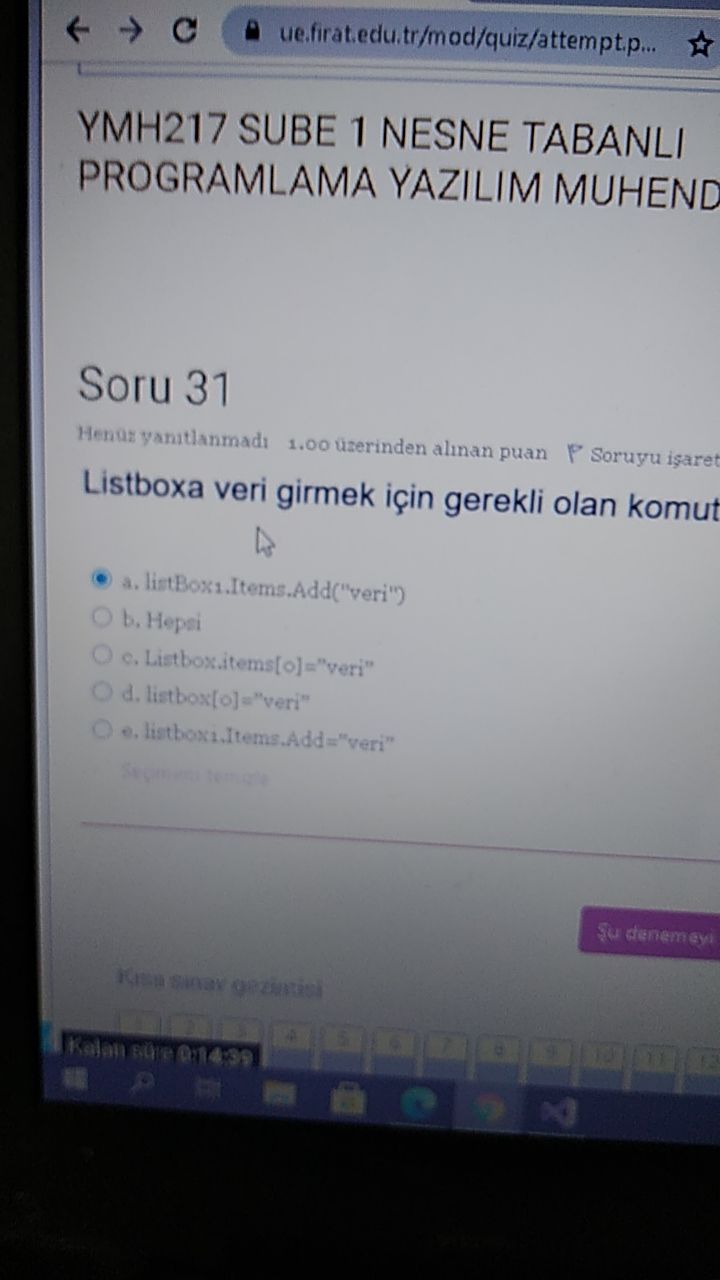 ue.firat.edu.tr/mod/quiz/attempt.p...
YMH217 SUBE 1 NESNE TABANLI
PROGRAMLAMA YAZILIM MUHEND
Soru 31
Henüz yanıtlanmadı 1.00 üzerinden alınan puan Soruyu işaret
Listboxa veri girmek için gerekli olan komut
a. listBox1.Items.Add("veri")
b. Hepsi
c. Listbox.items[0]="veri"
d. listbox[0]="veri"
e. listbox1.Items.Add="veri"
Seçimimi temizle
Şu denemeyi
Kısa sınav gezintisi
1 2 3 4 5 6 7 8 9 10 11 12
Kalan süre 0:14:39